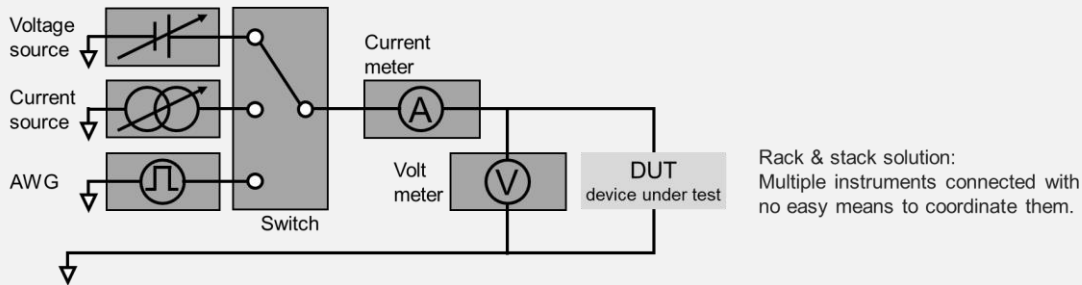 Voltage
source
Current
source
AWG
Switch
Current
meter
A
Volt
meter
V
DUT
device under test
Rack & stack solution:
Multiple instruments connected with
no easy means to coordinate them.